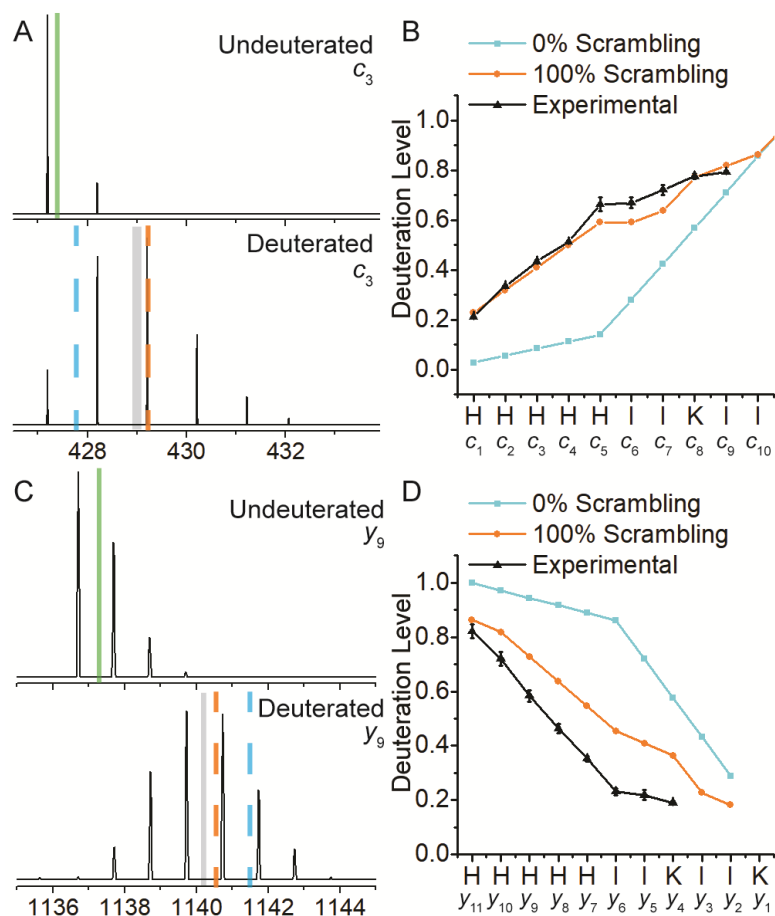 A
Undeuterated
c3
Deuterated
c3
428 430 432
B
0% Scrambling
100% Scrambling
Experimental
Deuteration Level
1.0
0.8
0.6
0.4
0.2
0.0
H H H H H I I K I I
c1 c2 c3 c4 c5 c6 c7 c8 c9 c10
C
Undeuterated
y9
Deuterated
y9
1136 1138 1140 1142 1144
D
0% Scrambling
100% Scrambling
Experimental
Deuteration Level
1.0
0.8
0.6
0.4
0.2
0.0
H H H H H I I K I I K
y11 y10 y9 y8 y7 y6 y5 y4 y3 y2 y1